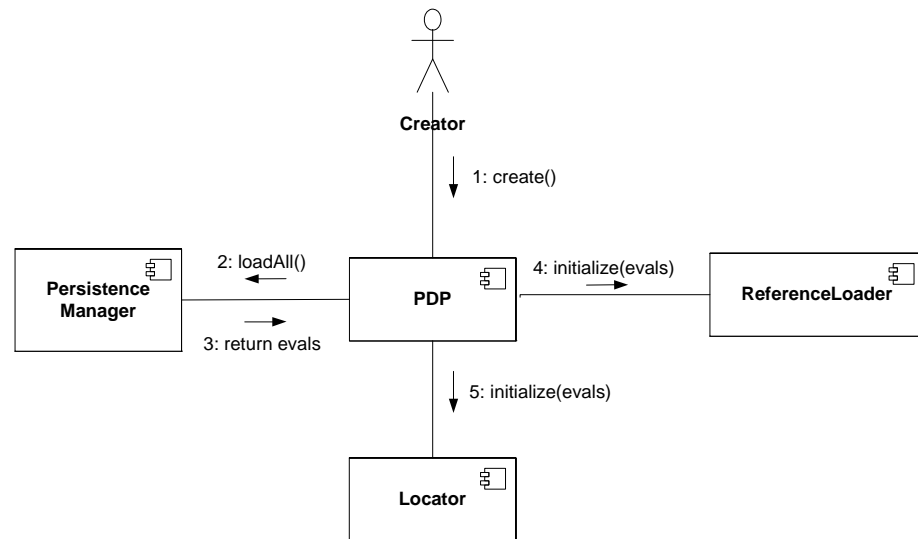 Creator
1: create()
2: loadAll()
4: initialize(evals)
Persistence
Manager
PDP
ReferenceLoader
3: return evals
5: initialize(evals)
Locator